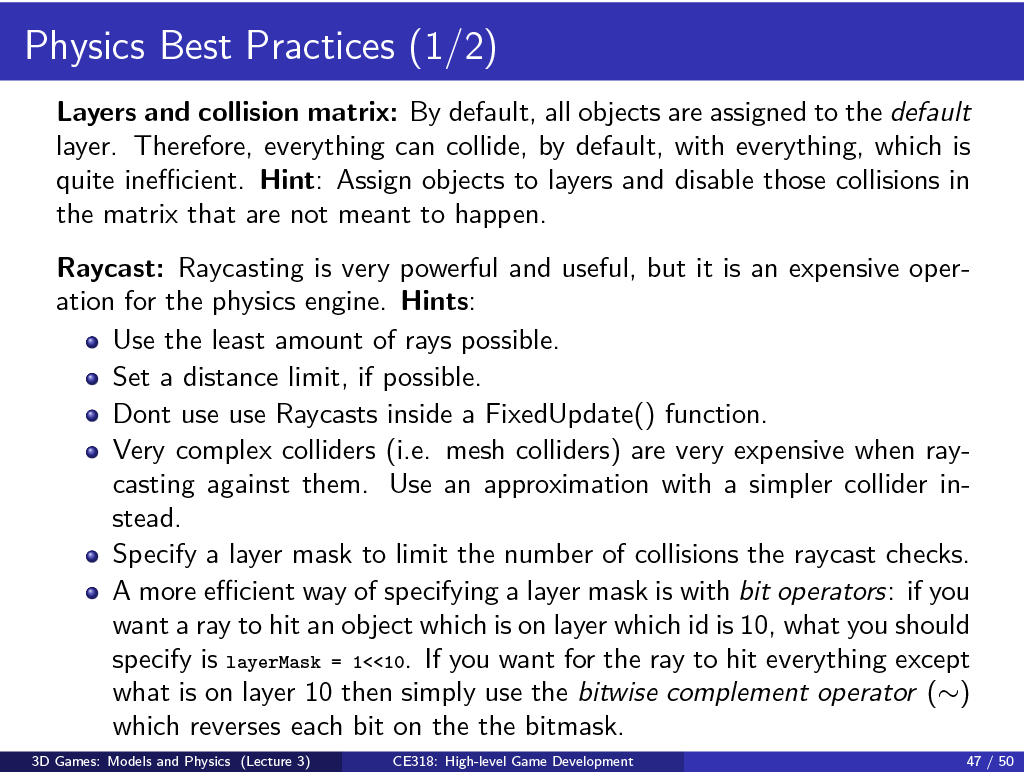 Physics Best Practices (1/2)
Layers and collision matrix: By default, all objects are assigned to the default
layer. Therefore, everything can collide, by default, with everything, which is
quite inefficient. Hint: Assign objects to layers and disable those collisions in
the matrix that are not meant to happen.
Raycast: Raycasting is very powerful and useful, but it is an expensive oper-
ation for the physics engine. Hints:
Use the least amount of rays possible.
Set a distance limit, if possible.
Dont use use Raycasts inside a FixedUpdate() function.
Very complex colliders (i.e. mesh colliders) are very expensive when ray-
casting against them. Use an approximation with a simpler collider in-
stead.
Specify a layer mask to limit the number of collisions the raycast checks.
A more efficient way of specifying a layer mask is with bit operators: if you
want a ray to hit an object which is on layer which id is 10, what you should
specify is layerMask = 1<<10. If you want for the ray to hit everything except
what is on layer 10 then simply use the bitwise complement operator (∼)
which reverses each bit on the the bitmask.
3D Games: Models and Physics (Lecture 3) CE318: High-level Game Development 47 / 50